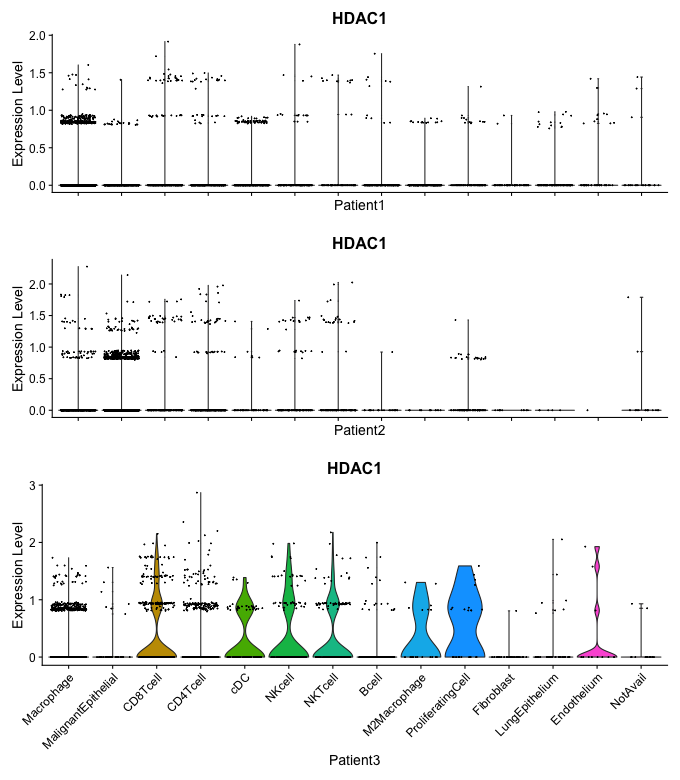 HDAC1
Expression Level
2.0
1.5
1.0
0.5
0.0
Patient1
HDAC1
Expression Level
2.0
1.5
1.0
0.5
0.0
Patient2
HDAC1
Expression Level
3
2
1
0
Macrophage
MalignantEpithelial
CD8Tcell
CD4Tcell
cDC
NKcell
NKTcell
Bcell
M2Macrophage
ProliferatingCell
Fibroblast
LungEpithelium
Endothelium
NotAvail
Patient3